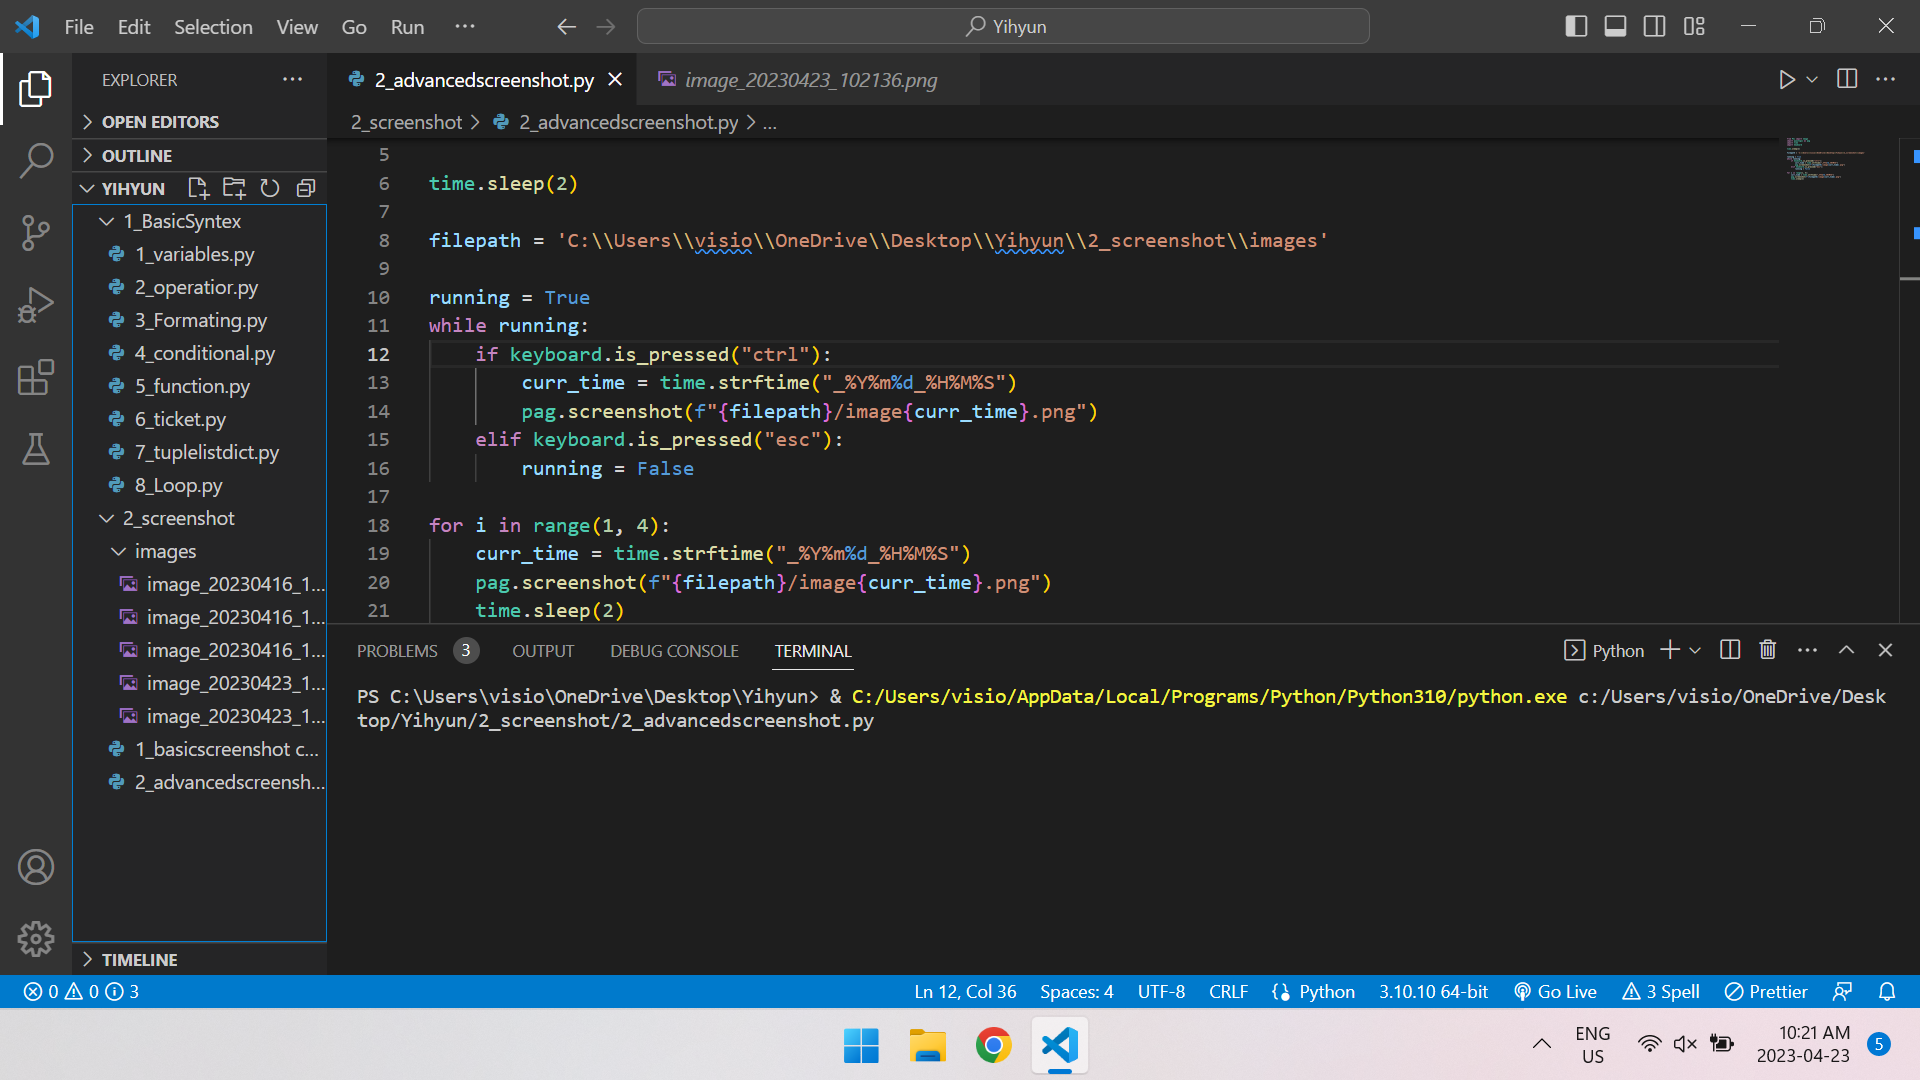 File Edit Selection View Go Run ··· Yihyun
EXPLORER ···
OPEN EDITORS
OUTLINE
YIHYUN
1_BasicSyntex
1_variables.py
2_operatior.py
3_Formating.py
4_conditional.py
5_function.py
6_ticket.py
7_tuplelistdict.py
8_Loop.py
2_screenshot
images
image_20230416_1...
image_20230416_1...
image_20230416_1...
image_20230423_1...
image_20230423_1...
1_basicscreenshot c...
2_advancedscreensh...
TIMELINE
2_advancedscreenshot.py image_20230423_102136.png
2_screenshot > 2_advancedscreenshot.py > ...
5
6 time.sleep(2)
7
8 filepath = 'C:\\Users\\visio\\OneDrive\\Desktop\\Yihyun\\2_screenshot\\images'
9
10 running = True
11 while running:
12 if keyboard.is_pressed("ctrl"):
13 curr_time = time.strftime("_%Y%m%d_%H%M%S")
14 pag.screenshot(f"{filepath}/image{curr_time}.png")
15 elif keyboard.is_pressed("esc"):
16 running = False
17
18 for i in range(1, 4):
19 curr_time = time.strftime("_%Y%m%d_%H%M%S")
20 pag.screenshot(f"{filepath}/image{curr_time}.png")
21 time.sleep(2)
PROBLEMS 3 OUTPUT DEBUG CONSOLE TERMINAL Python
PS C:\Users\visio\OneDrive\Desktop\Yihyun> & C:/Users/visio/AppData/Local/Programs/Python/Python310/python.exe c:/Users/visio/OneDrive/Desk
top/Yihyun/2_screenshot/2_advancedscreenshot.py
0 0 3 Ln 12, Col 36 Spaces: 4 UTF-8 CRLF Python 3.10.10 64-bit Go Live 3 Spell Prettier
ENG
US
10:21 AM
2023-04-23
5